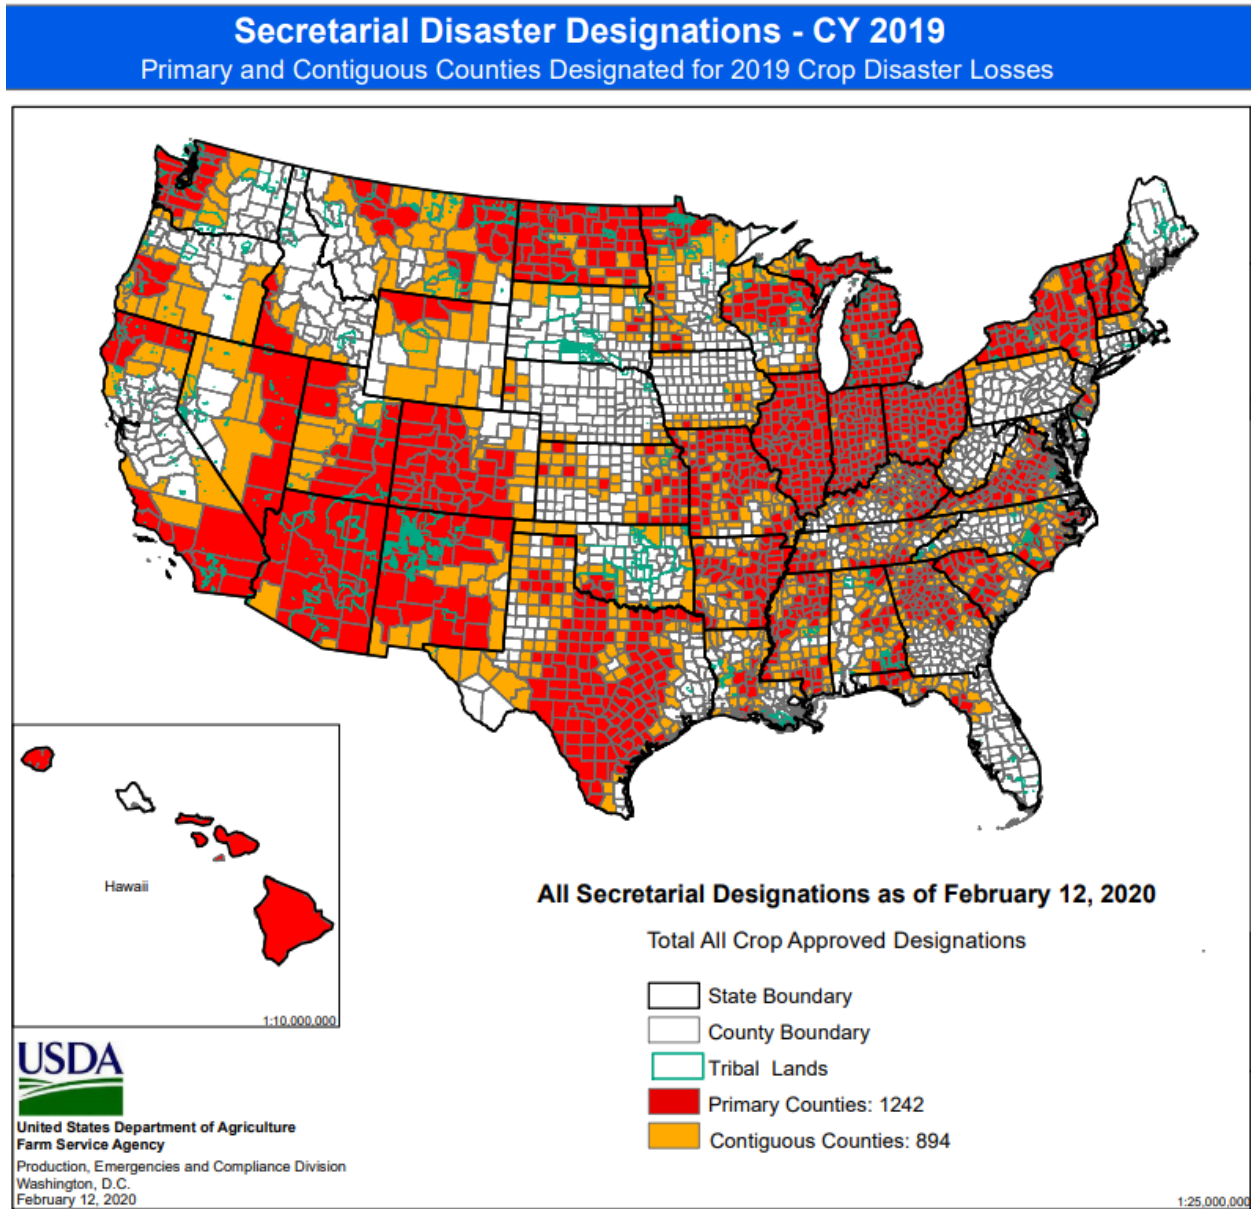 Secretarial Disaster Designations - CY 2019
Primary and Contiguous Counties Designated for 2019 Crop Disaster Losses
Hawaii
1:10,000,000
All Secretarial Designations as of February 12, 2020
Total All Crop Approved Designations
State Boundary
County Boundary
Tribal Lands
Primary Counties: 1242
Contiguous Counties: 894
USDA
United States Department of Agriculture
Farm Service Agency
Production, Emergencies and Compliance Division
Washington, D.C.
February 12, 2020
1:25,000,000